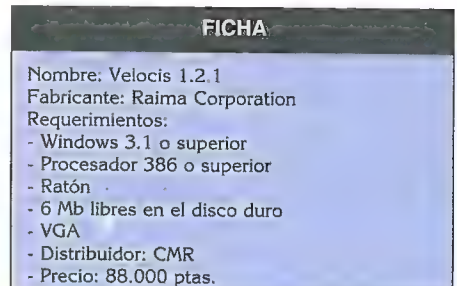 FICHA
Nombre: Velocis 1.2.1
Fabricante: Raima Corporation
Requerimientos:
- Windows 3.1 o superior
- Procesador 386 o superior
- Ratón
- 6 Mb libres en el disco duro
- VGA
- Distribuidor: CMR
- Precio: 88.000 ptas.